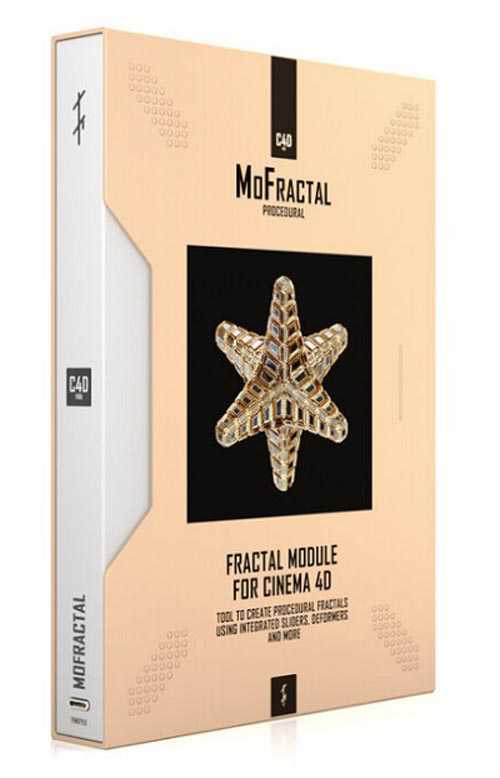 C4D
MOFRACTAL
PROCEDURAL
FRACTAL MODULE
FOR CINEMA 4D
TOOL TO CREATE PROCEDURAL FRACTALS
USING INTEGRATED SLIDERS, DEFORMERS
AND MORE
C4D
MOFRACTAL